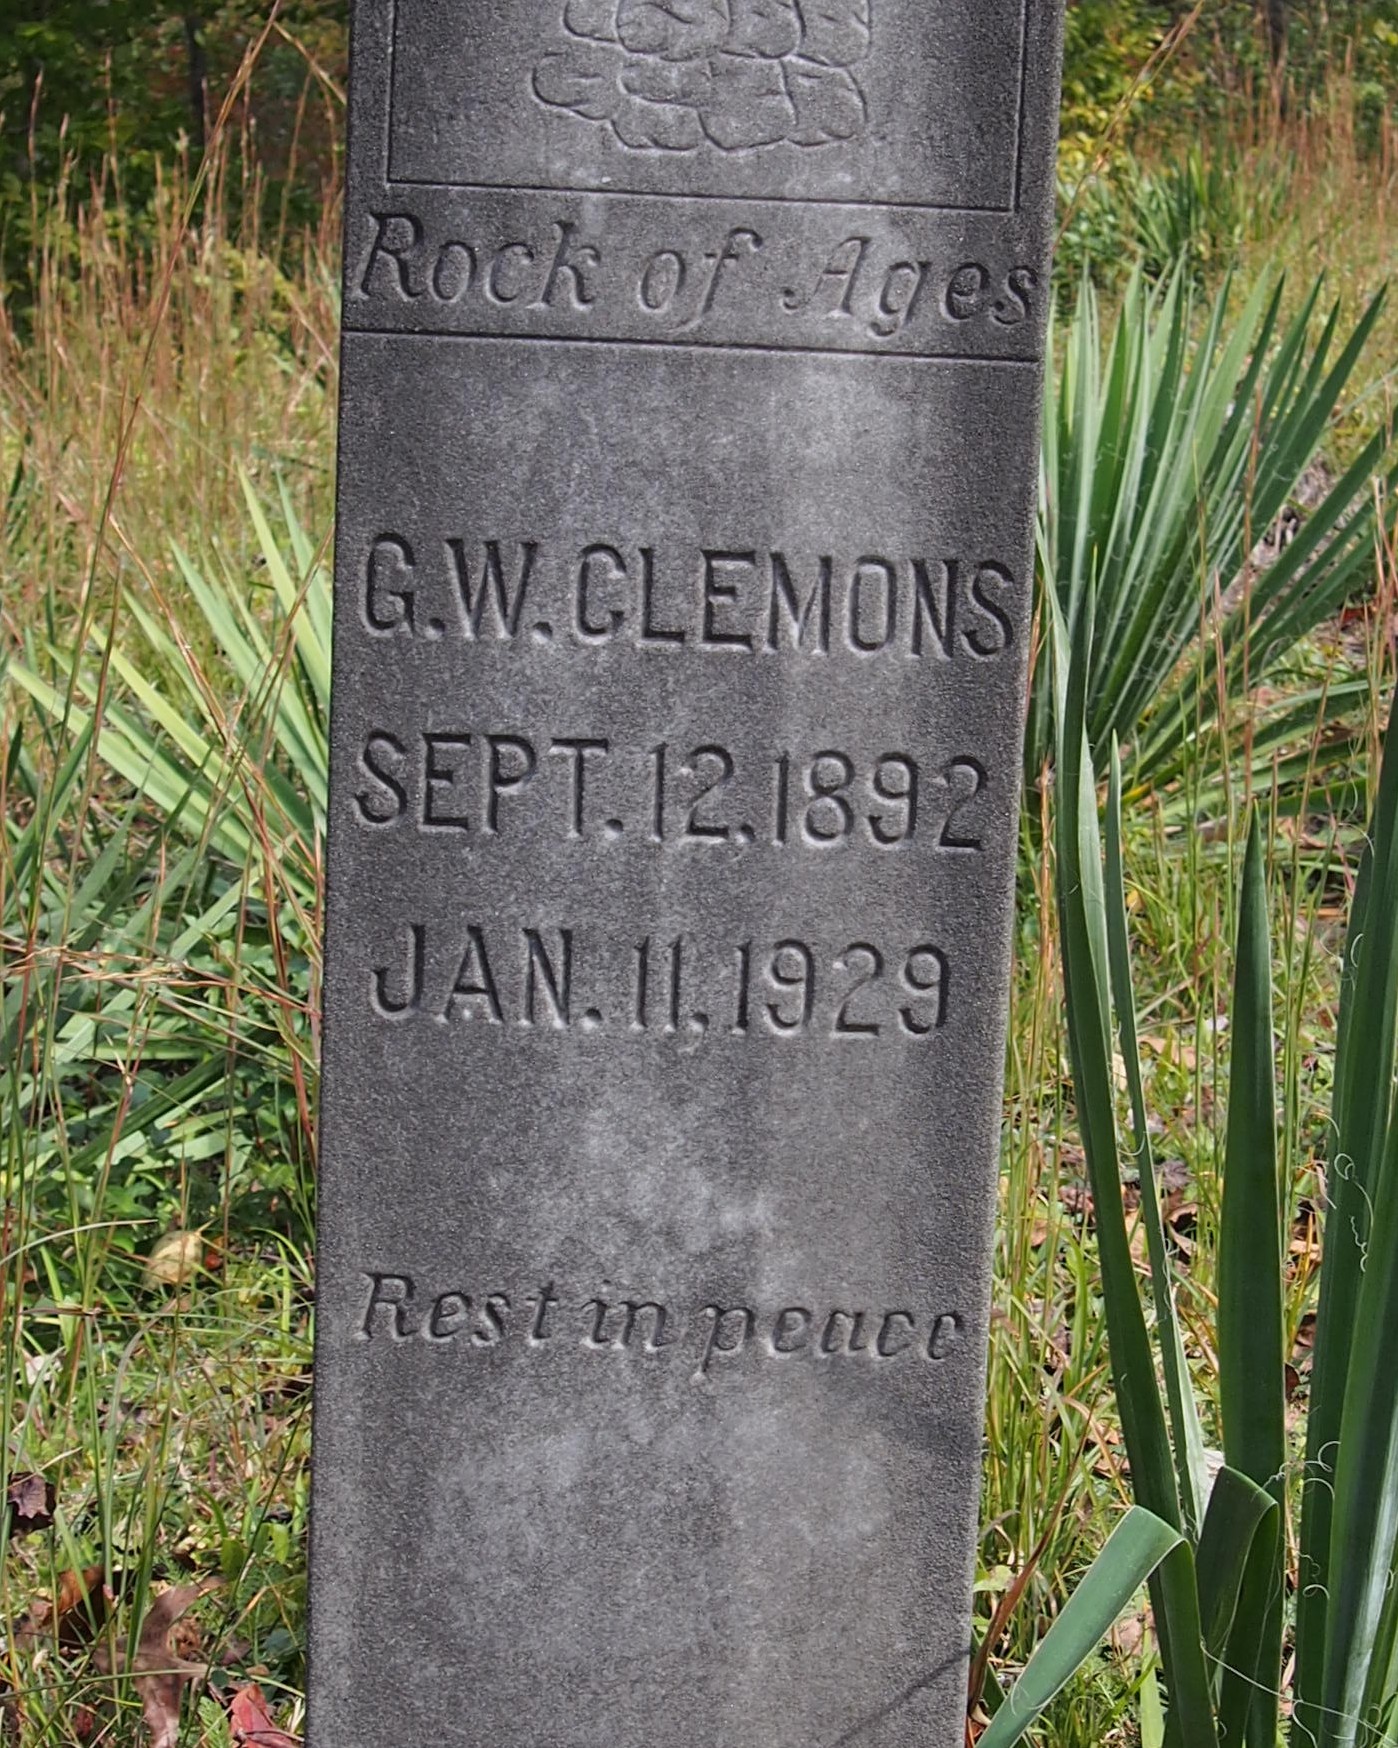 Rock of Ages
G.W. CLEMONS
SEPT. 12. 1892
JAN. 11, 1929
Rest in peace